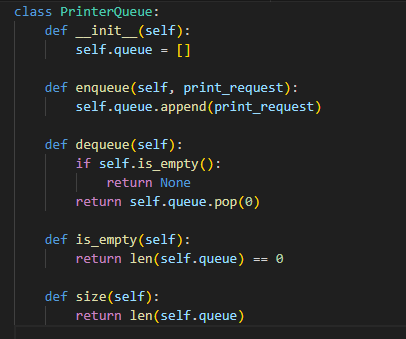 class PrinterQueue:
    def __init__(self):
        self.queue = []

    def enqueue(self, print_request):
        self.queue.append(print_request)

    def dequeue(self):
        if self.is_empty():
            return None
        return self.queue.pop(0)

    def is_empty(self):
        return len(self.queue) == 0

    def size(self):
        return len(self.queue)